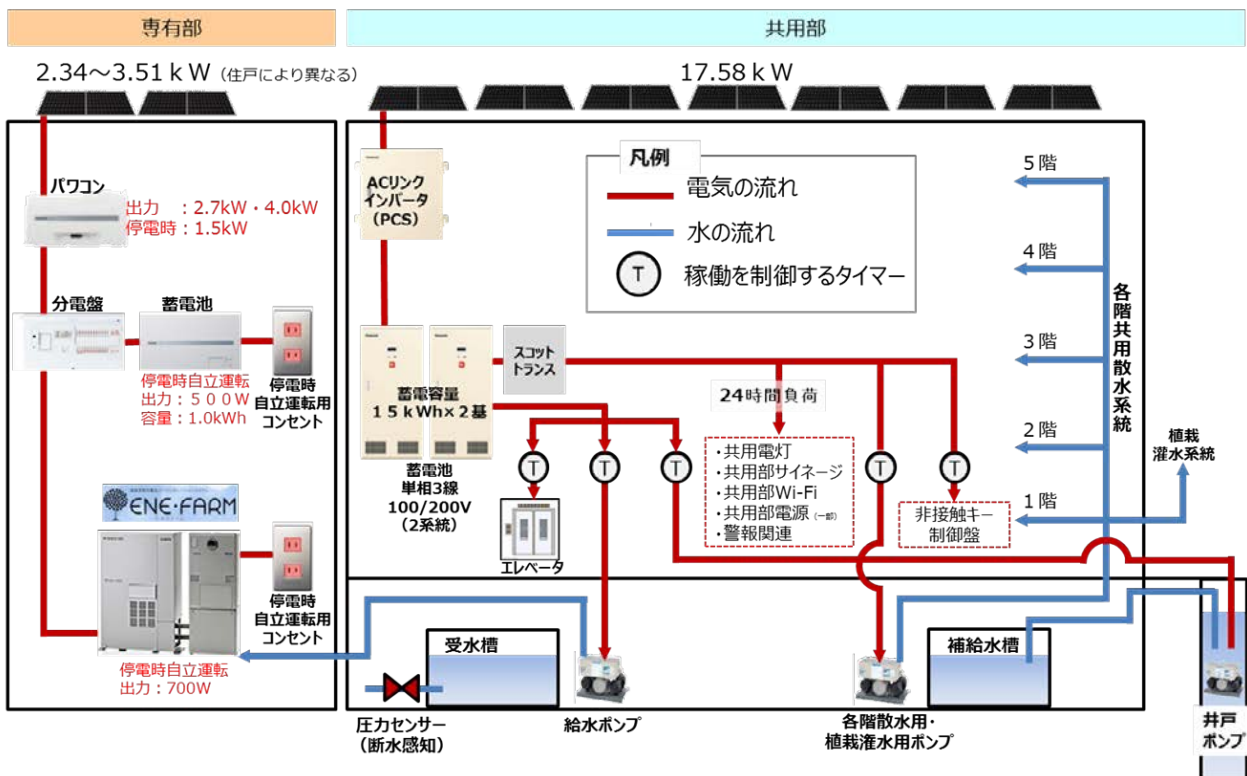 専有部
共用部
2.34～3.51ｋW (住戸により異なる)
17.58ｋW
パワコン
出力　：2.7kW・4.0kW
停電時：1.5kW
分電盤
蓄電池
停電時自立運転
出力：５００W
容量：1.0kWh
停電時
自立運転用
コンセント
ENE・FARM
停電時
自立運転用
コンセント
停電時自立運転
出力：700W
ACリンク
インバータ
(PCS)
凡例
電気の流れ
水の流れ
T
稼働を制御するタイマー
蓄電容量
１５ｋWh×２基
スコット
トランス
蓄電池
単相3線
100/200V
(2系統)
24時間負荷
・共用電灯
・共用部サイネージ
・共用部Wi-Fi
・共用部電源 (一部)
・警報関連
T
T
T
T
T
エレベータ
非接触キー
制御盤
5階
4階
3階
2階
1階
各階共用散水系統
植栽
灌水系統
受水槽
補給水槽
圧力センサー
(断水感知)
給水ポンプ
各階散水用・
植栽潅水用ポンプ
井戸
ポンプ